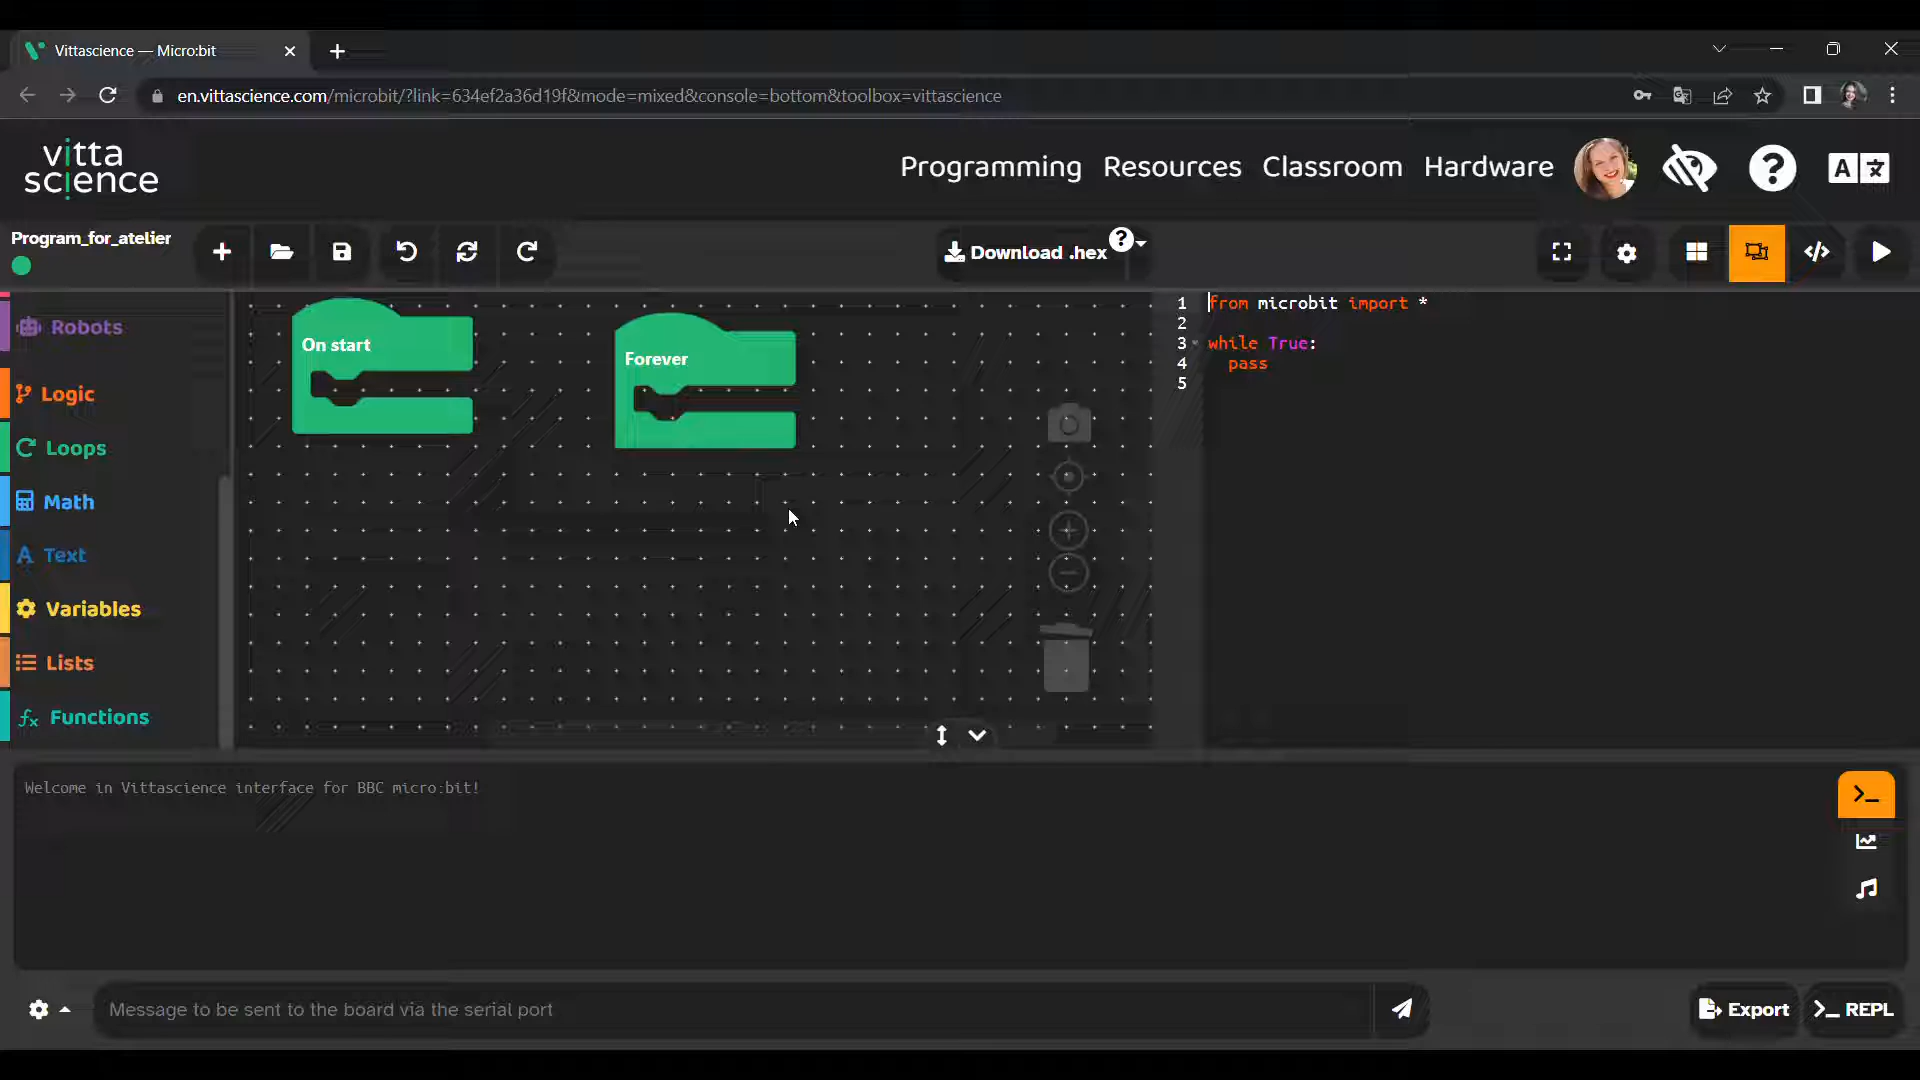 Vittascience — Micro:bit
en.vittascience.com/microbit/?link=634ef2a36d19f&mode=mixed&console=bottom&toolbox=vittascience
vitta
science
Programming Resources Classroom Hardware
Program_for_atelier
Download .hex
Robots
Logic
Loops
Math
Text
Variables
Lists
Functions
On start
Forever
1 from microbit import *
2
3 while True:
4 pass
5
Welcome in Vittascience interface for BBC micro:bit!
Message to be sent to the board via the serial port
Export
REPL